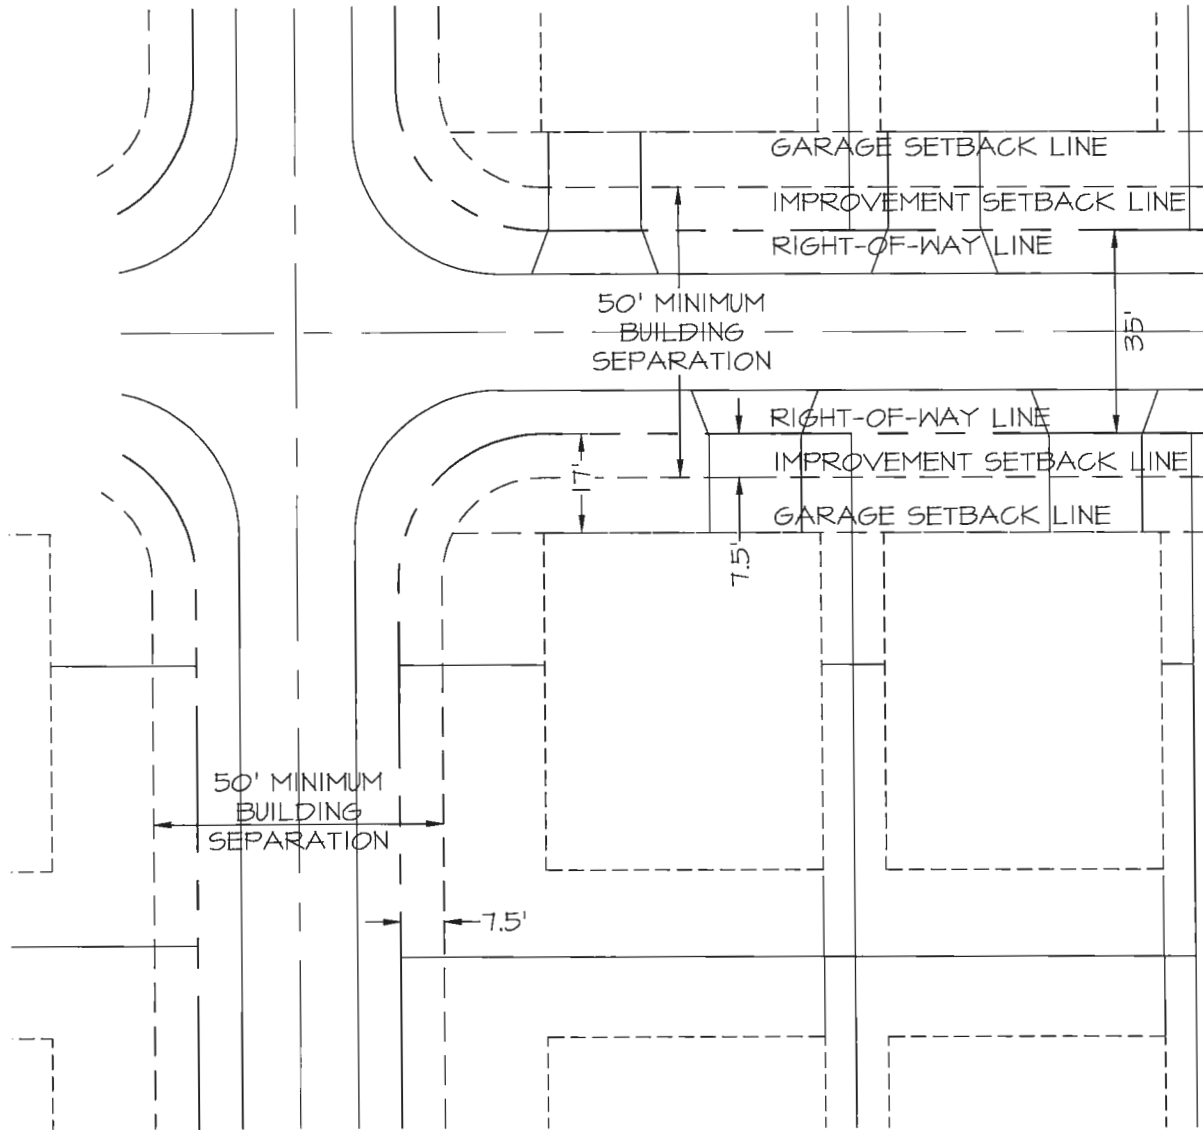 GARAGE SETBACK LINE
IMPROVEMENT SETBACK LINE
RIGHT-OF-WAY LINE
50' MINIMUM
BUILDING
SEPARATION
35'
RIGHT-OF-WAY LINE
17'
IMPROVEMENT SETBACK LINE
GARAGE SETBACK LINE
7.5'
50' MINIMUM
BUILDING
SEPARATION
7.5'